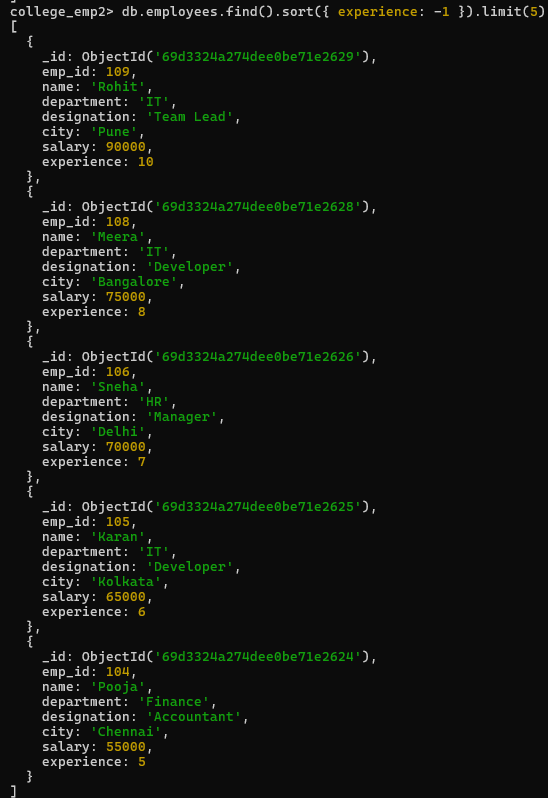 ]
college_emp2> db.employees.find().sort({ experience: -1 }).limit(5)
[
  {
    _id: ObjectId('69d3324a274dee0be71e2629'),
    emp_id: 109,
    name: 'Rohit',
    department: 'IT',
    designation: 'Team Lead',
    city: 'Pune',
    salary: 90000,
    experience: 10
  },
  {
    _id: ObjectId('69d3324a274dee0be71e2628'),
    emp_id: 108,
    name: 'Meera',
    department: 'IT',
    designation: 'Developer',
    city: 'Bangalore',
    salary: 75000,
    experience: 8
  },
  {
    _id: ObjectId('69d3324a274dee0be71e2626'),
    emp_id: 106,
    name: 'Sneha',
    department: 'HR',
    designation: 'Manager',
    city: 'Delhi',
    salary: 70000,
    experience: 7
  },
  {
    _id: ObjectId('69d3324a274dee0be71e2625'),
    emp_id: 105,
    name: 'Karan',
    department: 'IT',
    designation: 'Developer',
    city: 'Kolkata',
    salary: 65000,
    experience: 6
  },
  {
    _id: ObjectId('69d3324a274dee0be71e2624'),
    emp_id: 104,
    name: 'Pooja',
    department: 'Finance',
    designation: 'Accountant',
    city: 'Chennai',
    salary: 55000,
    experience: 5
  }
]